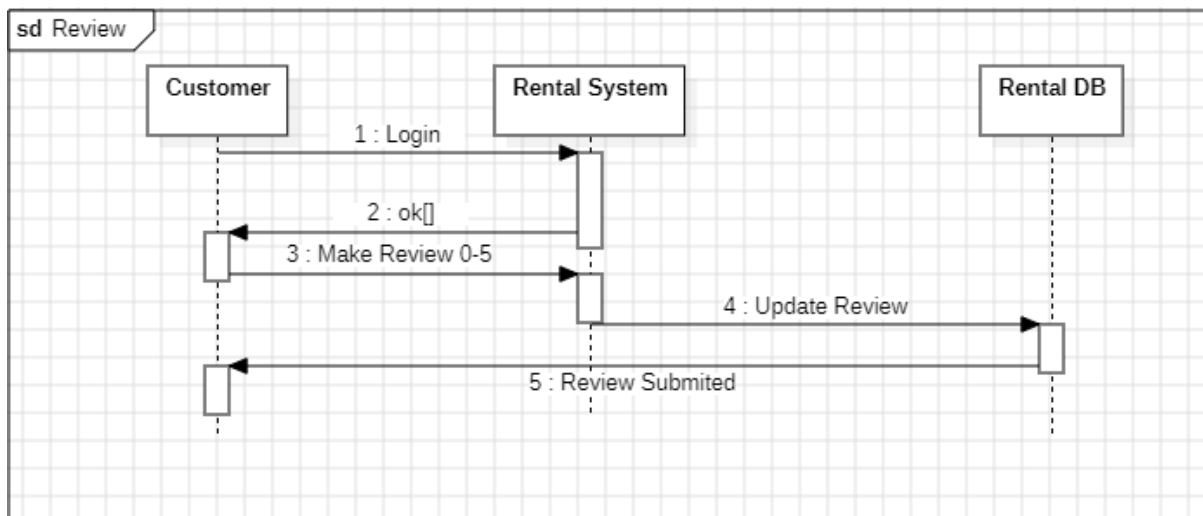 sd Review
Customer
Rental System
Rental DB
1 : Login
2 : ok[]
3 : Make Review 0-5
4 : Update Review
5 : Review Submited